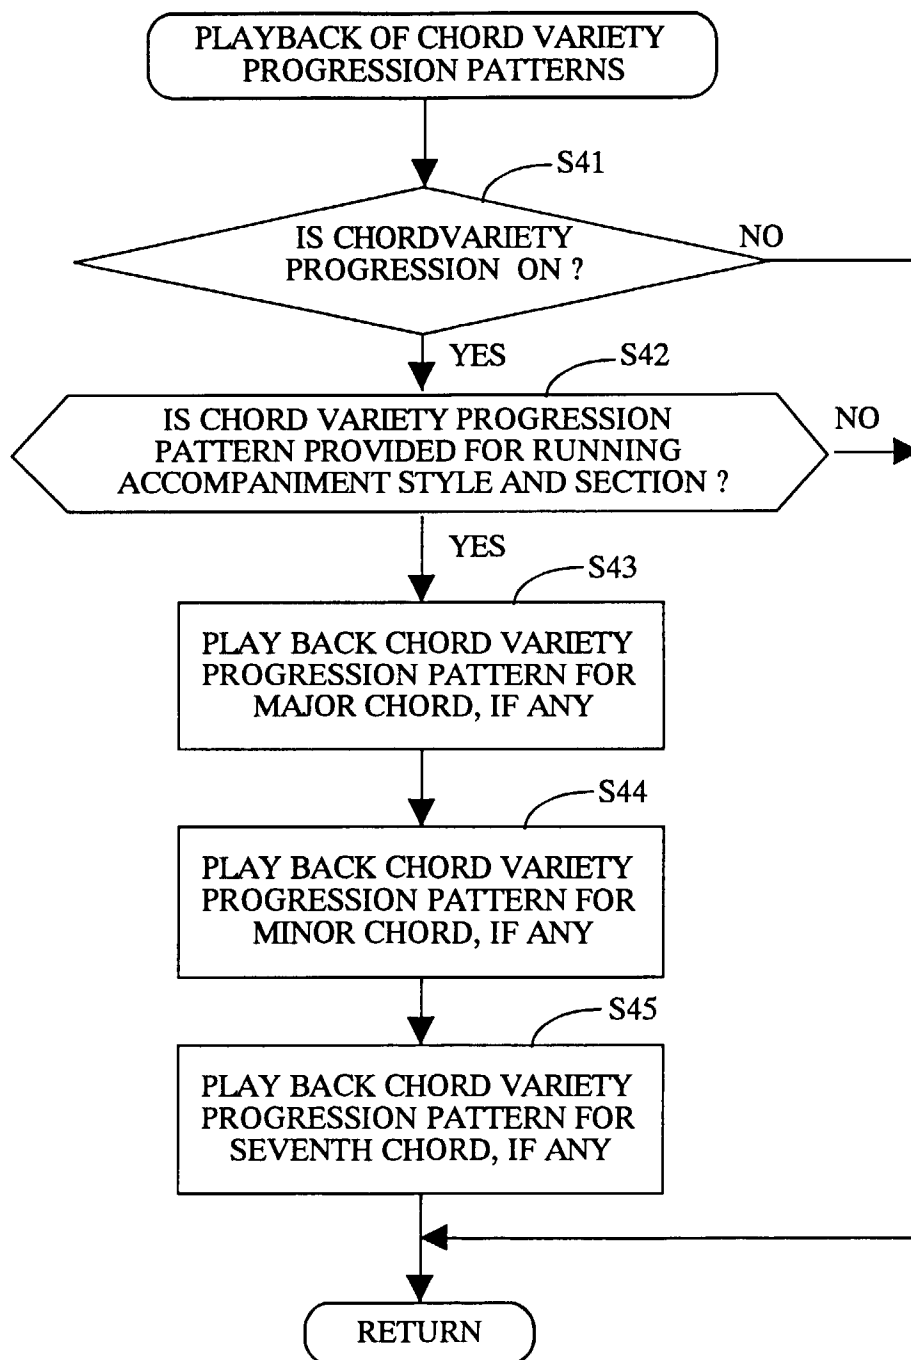 PLAYBACK OF CHORD VARIETY
PROGRESSION PATTERNS
S41
IS CHORDVARIETY
PROGRESSION ON ?
NO
YES
S42
IS CHORD VARIETY PROGRESSION
PATTERN PROVIDED FOR RUNNING
ACCOMPANIMENT STYLE AND SECTION ?
NO
YES
S43
PLAY BACK CHORD VARIETY
PROGRESSION PATTERN FOR
MAJOR CHORD, IF ANY
S44
PLAY BACK CHORD VARIETY
PROGRESSION PATTERN FOR
MINOR CHORD, IF ANY
S45
PLAY BACK CHORD VARIETY
PROGRESSION PATTERN FOR
SEVENTH CHORD, IF ANY
RETURN